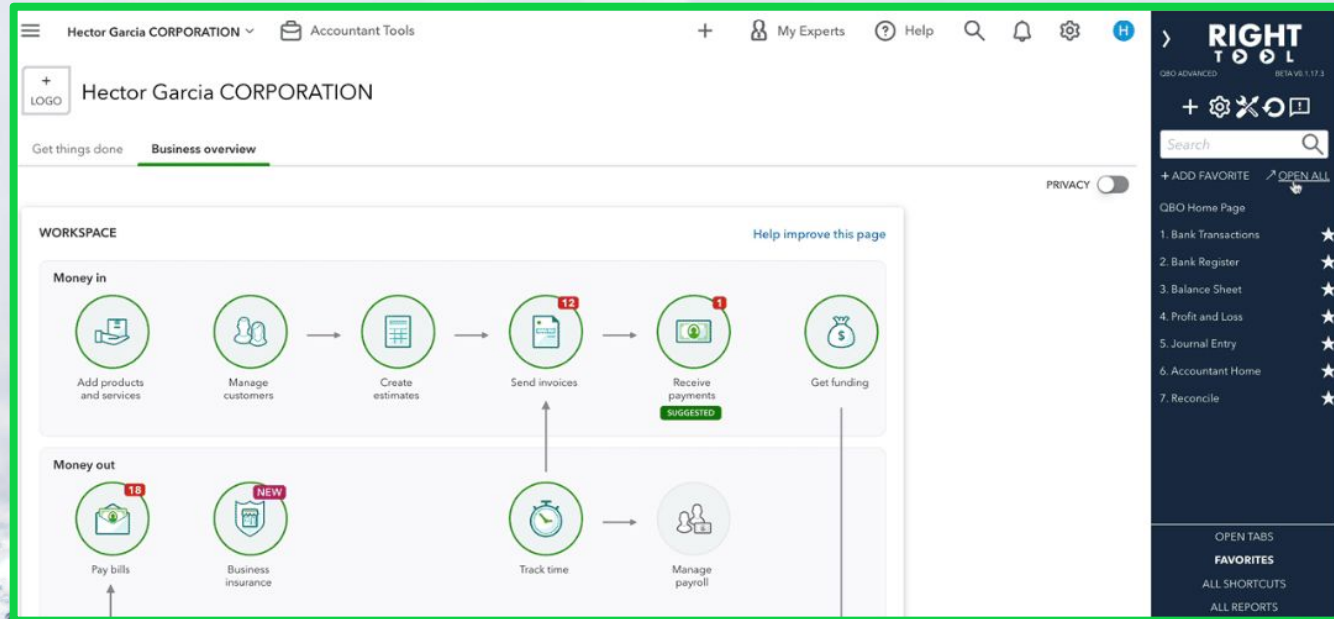 Hector Garcia CORPORATION
Accountant Tools
My Experts
Help
H
+
LOGO
Hector Garcia CORPORATION
Get things done
Business overview
PRIVACY
WORKSPACE
Help improve this page
Money in
12
1
$
Add products
and services
Manage
customers
Create
estimates
Send invoices
Receive
payments
SUGGESTED
Get funding
Money out
18
NEW
Pay bills
Business
insurance
Track time
Manage
payroll
RIGHT
TOOL
QBO ADVANCED
BETA V0.1.17.3
Search
+ ADD FAVORITE
OPEN ALL
QBO Home Page
1. Bank Transactions
2. Bank Register
3. Balance Sheet
4. Profit and Loss
5. Journal Entry
6. Accountant Home
7. Reconcile
OPEN TABS
FAVORITES
ALL SHORTCUTS
ALL REPORTS